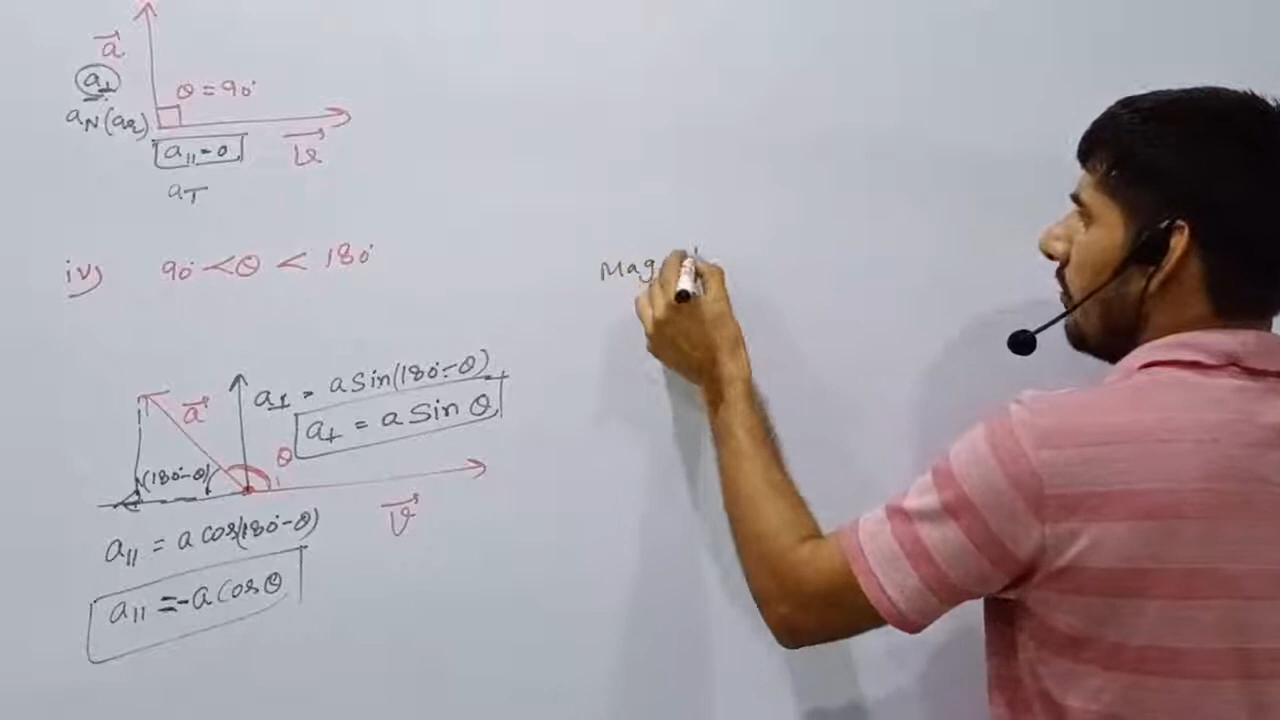 a⃗
a⊥
θ = 90°
aN(ar)
a∥ = 0
v⃗
aT
iv) 90° < θ < 180°
a⃗
a⊥ = a Sin(180°-θ)
a⊥ = a Sin θ
θ
(180°-θ)
v⃗
a∥ = a cos(180°-θ)
a∥ = -a Cos θ
Mag